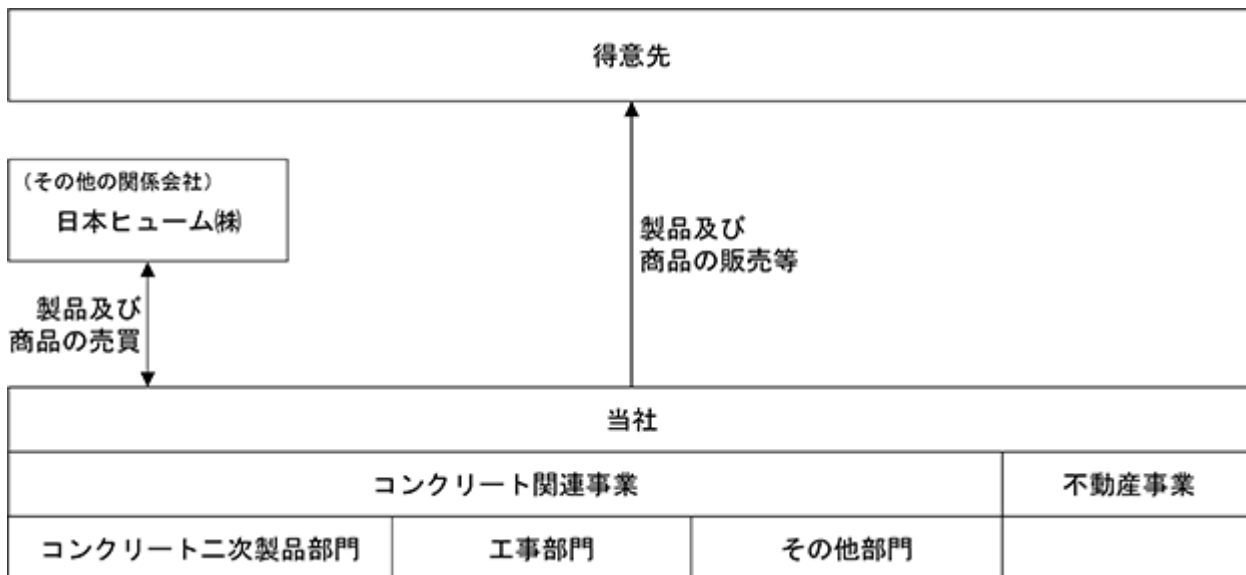 得意先
（その他の関係会社）
日本ヒューム㈱
製品及び
商品の販売等
製品及び
商品の売買
当社
コンクリート関連事業
不動産事業
コンクリート二次製品部門
工事部門
その他部門